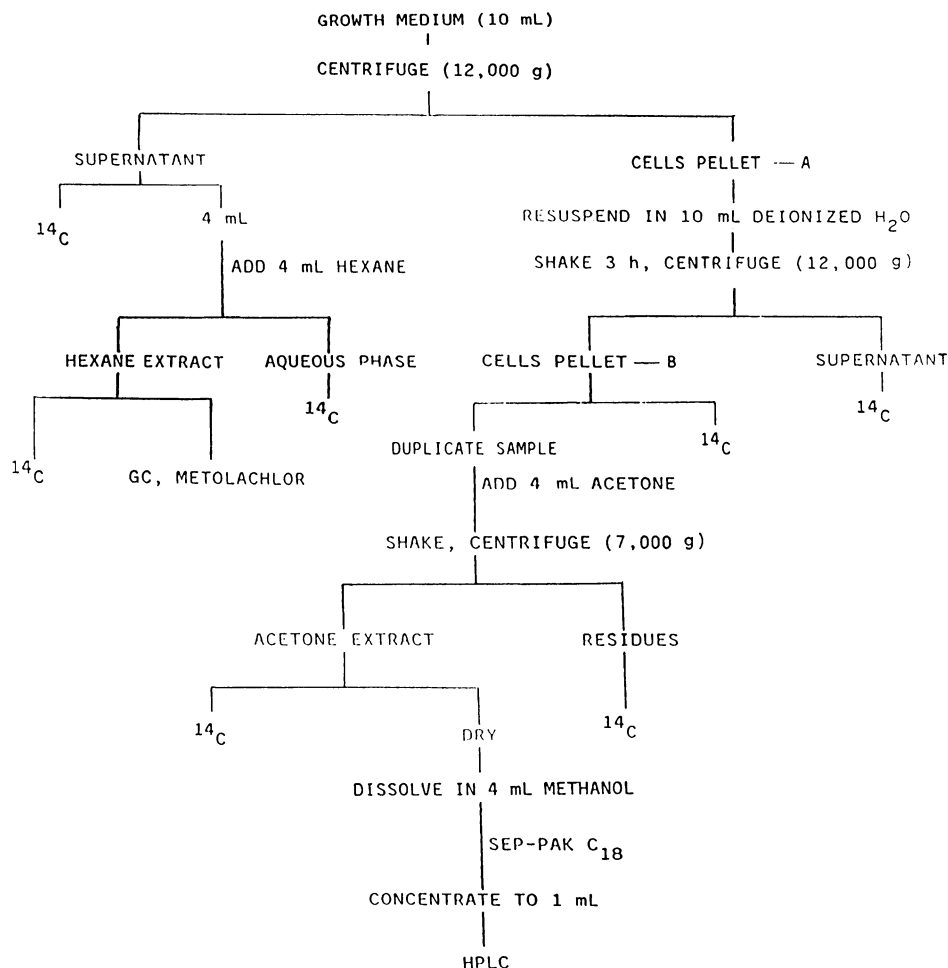 GROWTH MEDIUM (10 mL)
CENTRIFUGE (12,000 g)
SUPERNATANT
CELLS PELLET — A
14C
4 mL
RESUSPEND IN 10 mL DEIONIZED H2O
ADD 4 mL HEXANE
SHAKE 3 h, CENTRIFUGE (12,000 g)
HEXANE EXTRACT
AQUEOUS PHASE
CELLS PELLET — B
SUPERNATANT
14C
14C
14C
14C
GC, METOLACHLOR
DUPLICATE SAMPLE
ADD 4 mL ACETONE
SHAKE, CENTRIFUGE (7,000 g)
ACETONE EXTRACT
RESIDUES
14C
DRY
14C
DISSOLVE IN 4 mL METHANOL
SEP-PAK C18
CONCENTRATE TO 1 mL
HPLC